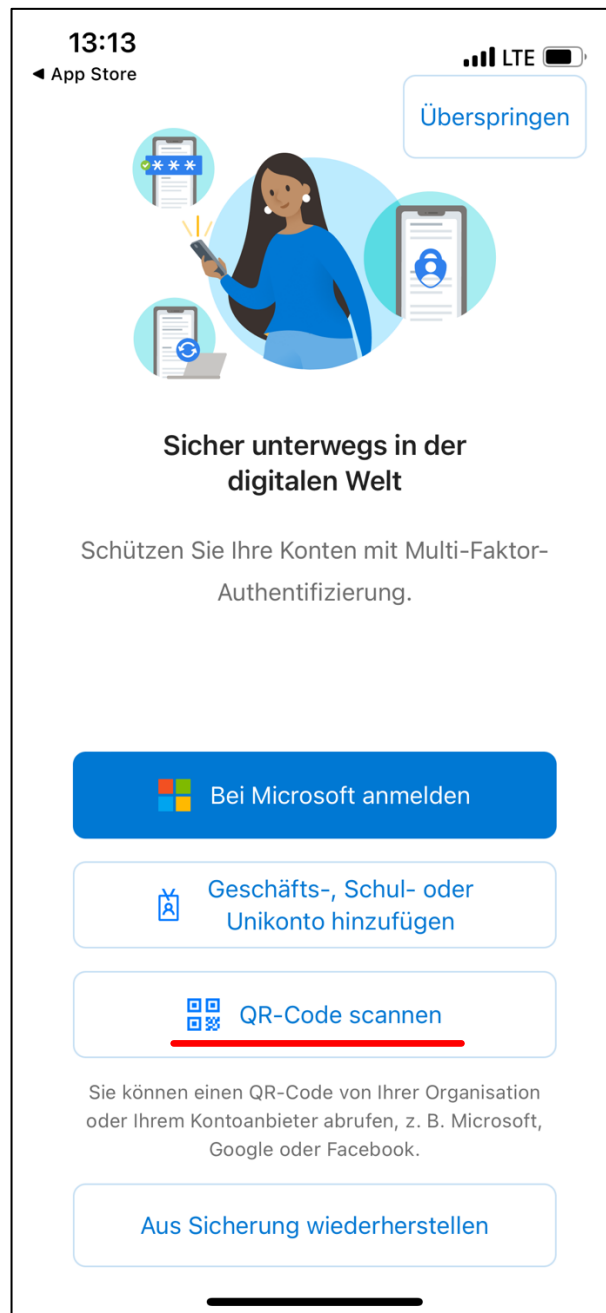 13:13
LTE
◀ App Store
Überspringen
***
Sicher unterwegs in der
digitalen Welt
Schützen Sie Ihre Konten mit Multi-Faktor-
Authentifizierung.
Bei Microsoft anmelden
Geschäfts-, Schul- oder
Unikonto hinzufügen
QR-Code scannen
Sie können einen QR-Code von Ihrer Organisation
oder Ihrem Kontoanbieter abrufen, z. B. Microsoft,
Google oder Facebook.
Aus Sicherung wiederherstellen